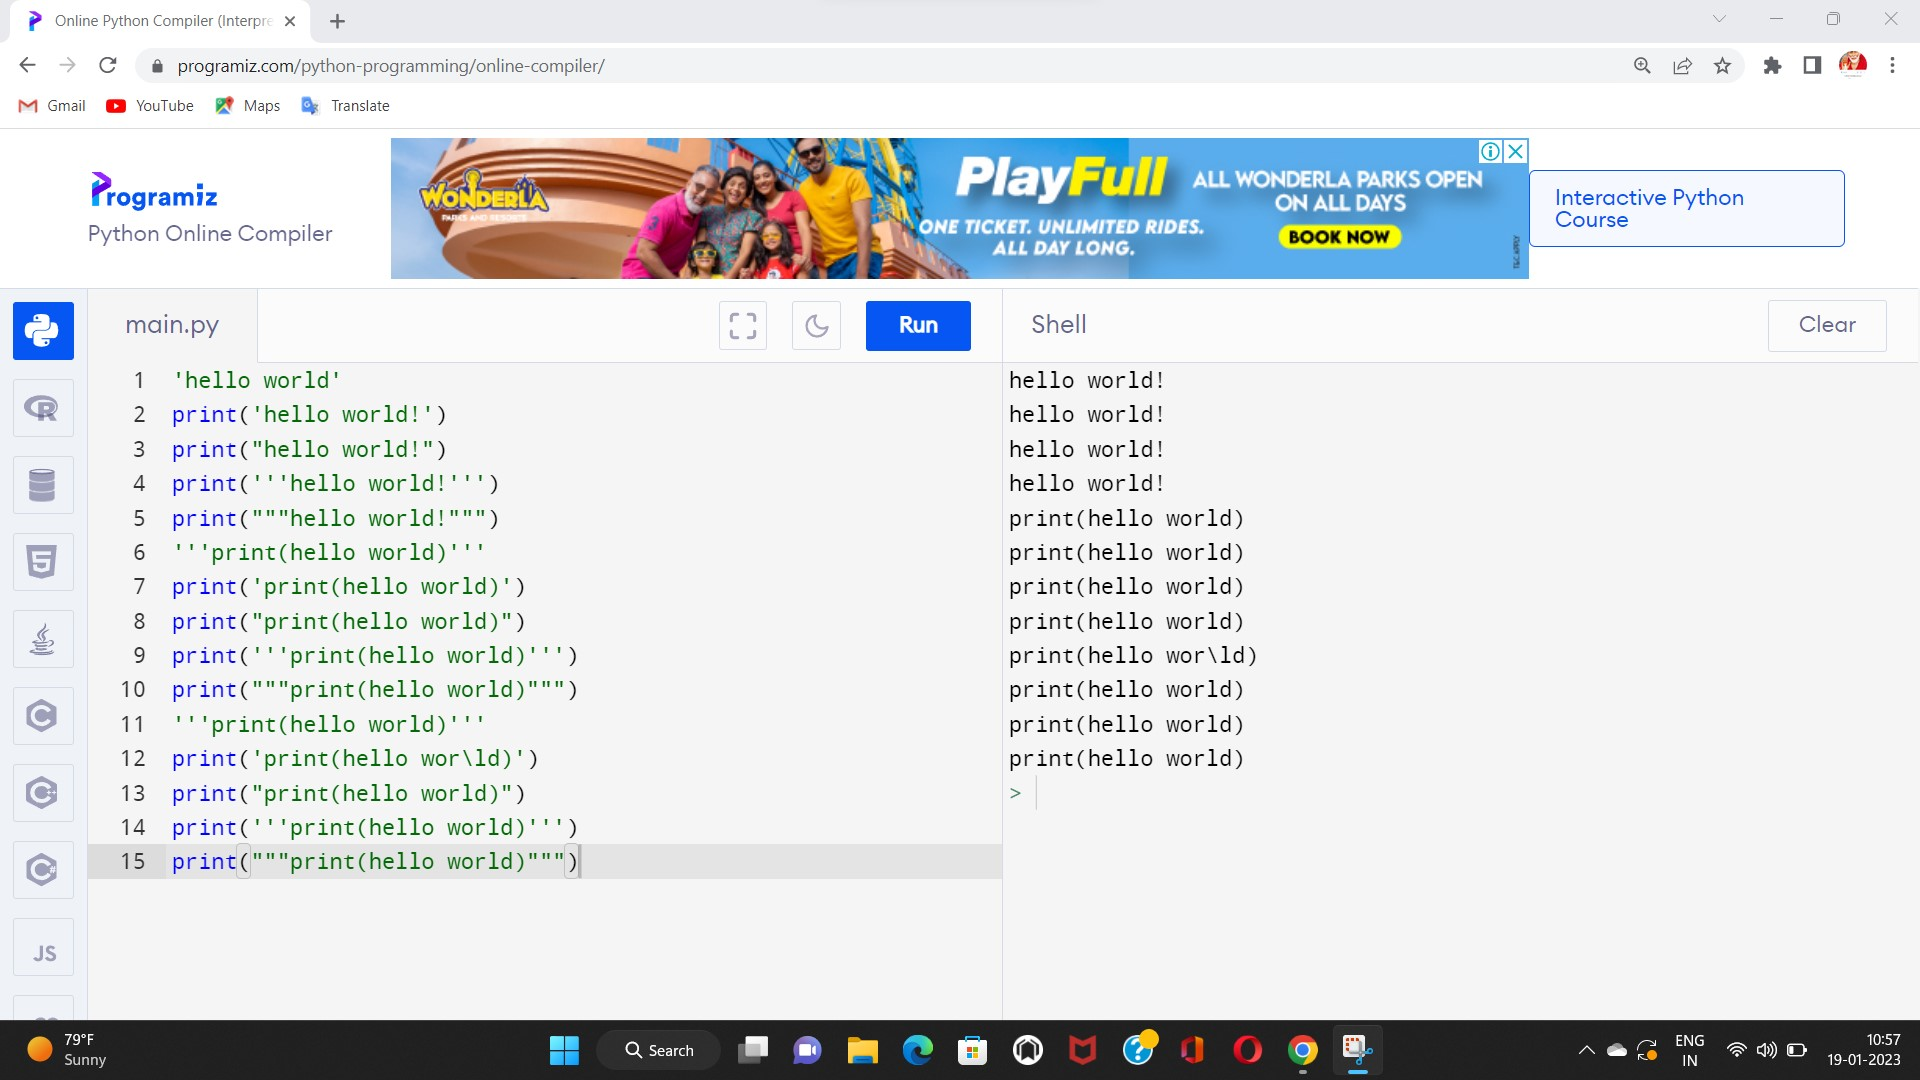 Online Python Compiler (Interpre
programiz.com/python-programming/online-compiler/
Gmail YouTube Maps Translate
Programiz
Python Online Compiler
WONDERLA
PARKS AND RESORTS
PlayFull
ONE TICKET. UNLIMITED RIDES.
ALL DAY LONG.
ALL WONDERLA PARKS OPEN
ON ALL DAYS
BOOK NOW
T&C APPLY
Interactive Python
Course
main.py
Run
Shell
Clear
1 'hello world'
2 print('hello world!')
3 print("hello world!")
4 print('''hello world!''')
5 print("""hello world!""")
6 '''print(hello world)'''
7 print('print(hello world)')
8 print("print(hello world)")
9 print('''print(hello world)''')
10 print("""print(hello world)""")
11 '''print(hello world)'''
12 print('print(hello wor\ld)')
13 print("print(hello world)")
14 print('''print(hello world)''')
15 print("""print(hello world)""")
hello world!
hello world!
hello world!
hello world!
print(hello world)
print(hello world)
print(hello world)
print(hello world)
print(hello wor\ld)
print(hello world)
print(hello world)
print(hello world)
>
R
5
C
C++
C#
JS
79°F
Sunny
Search
ENG
IN
10:57
19-01-2023